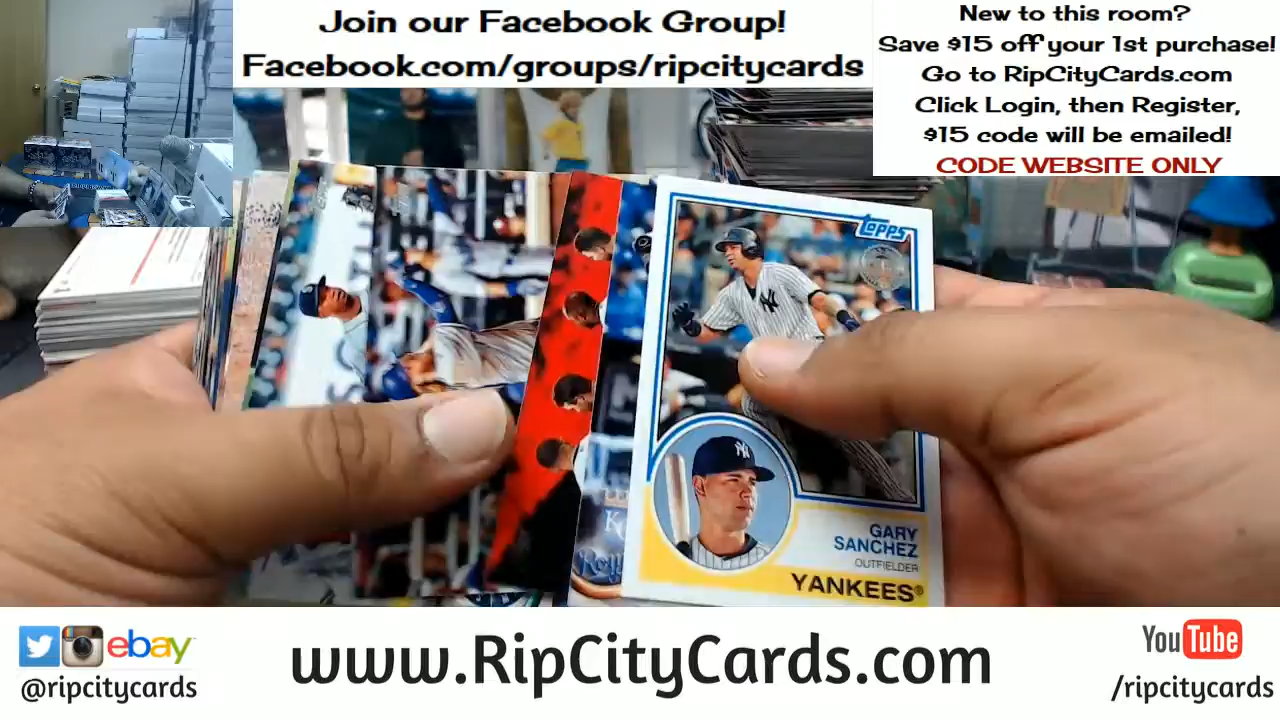 Join our Facebook Group!
Facebook.com/groups/ripcitycards
New to this room?
Save $15 off your 1st purchase!
Go to RipCityCards.com
Click Login, then Register,
$15 code will be emailed!
CODE WEBSITE ONLY
Topps
NY
GARY
SANCHEZ
OUTFIELDER
YANKEES®
Royals
ebay
@ripcitycards
www.RipCityCards.com
YouTube
/ripcitycards